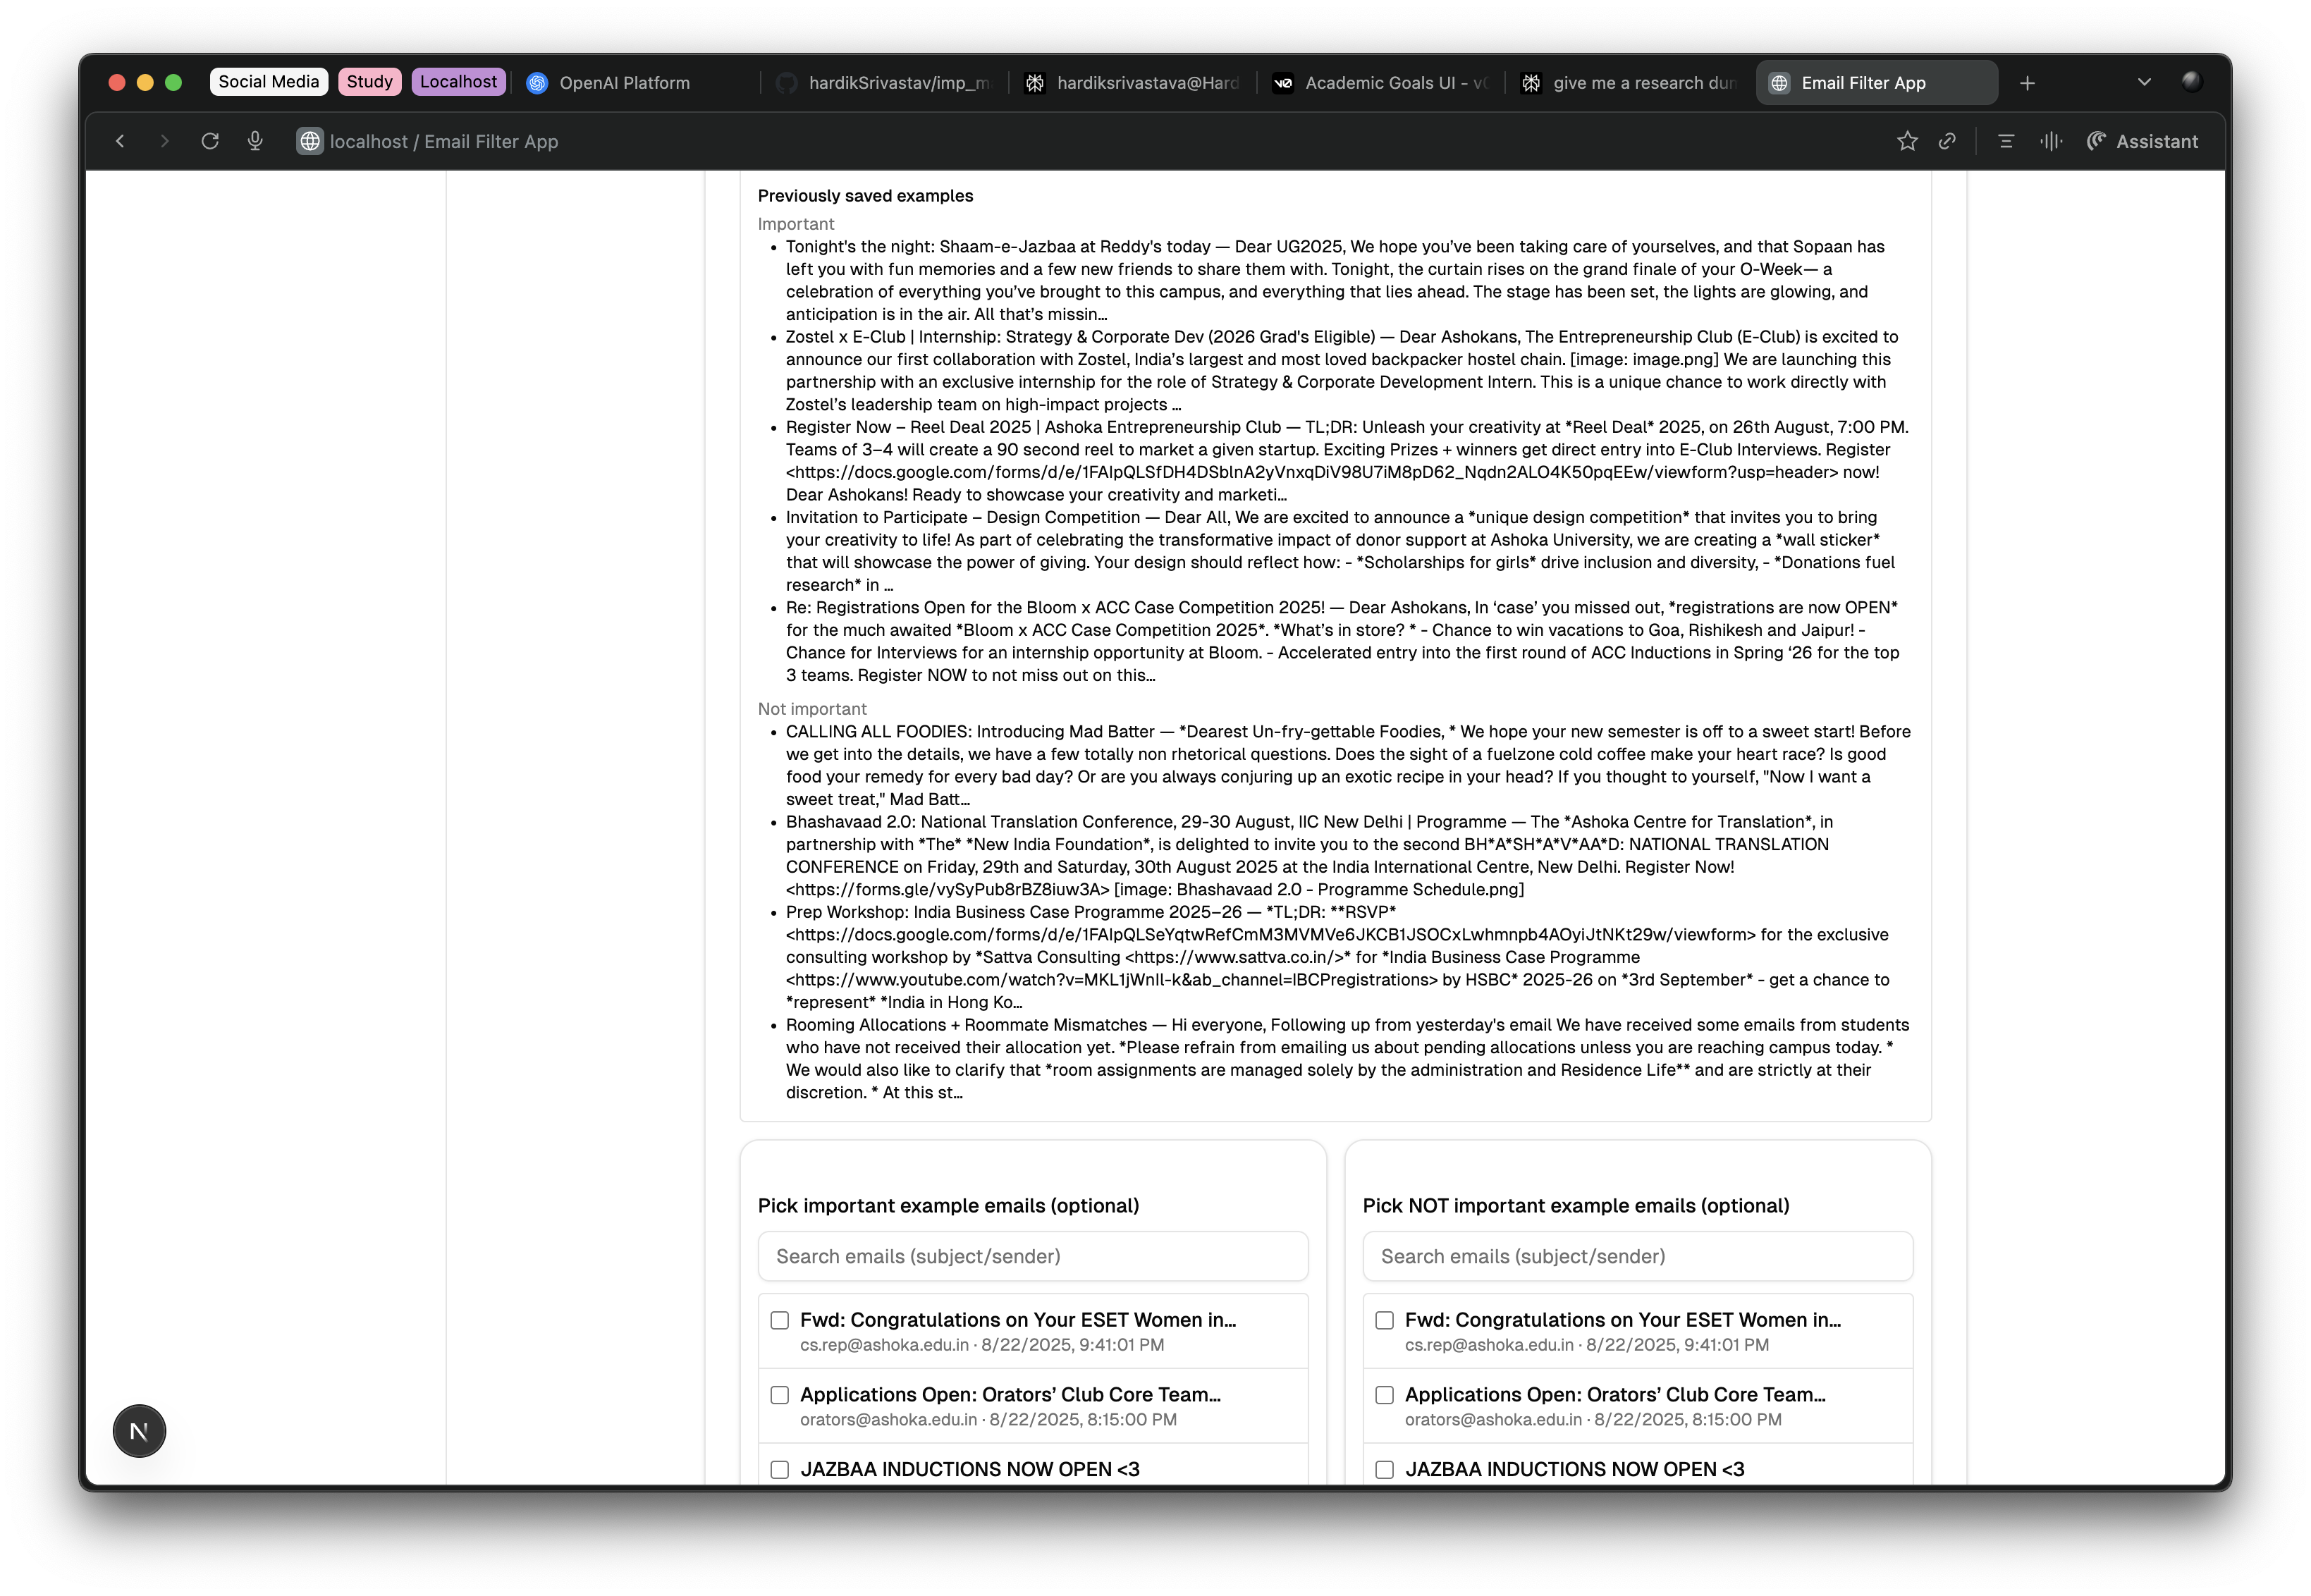 Social Media
Study
Localhost
OpenAI Platform
hardikSrivastav/imp_m
hardiksrivastava@Hard
Academic Goals UI - v
give me a research dum
Email Filter App
localhost / Email Filter App
Assistant
Previously saved examples
Important
• Tonight's the night: Shaam-e-Jazbaa at Reddy's today — Dear UG2025, We hope you’ve been taking care of yourselves, and that Sopaan has
left you with fun memories and a few new friends to share them with. Tonight, the curtain rises on the grand finale of your O-Week— a
celebration of everything you’ve brought to this campus, and everything that lies ahead. The stage has been set, the lights are glowing, and
anticipation is in the air. All that’s missin…
• Zostel x E-Club | Internship: Strategy & Corporate Dev (2026 Grad's Eligible) — Dear Ashokans, The Entrepreneurship Club (E-Club) is excited to
announce our first collaboration with Zostel, India’s largest and most loved backpacker hostel chain. [image: image.png] We are launching this
partnership with an exclusive internship for the role of Strategy & Corporate Development Intern. This is a unique chance to work directly with
Zostel’s leadership team on high-impact projects …
• Register Now – Reel Deal 2025 | Ashoka Entrepreneurship Club — TL;DR: Unleash your creativity at *Reel Deal* 2025, on 26th August, 7:00 PM.
Teams of 3–4 will create a 90 second reel to market a given startup. Exciting Prizes + winners get direct entry into E-Club Interviews. Register
<https://docs.google.com/forms/d/e/1FAIpQLSfDH4DSblnA2yVnxqDiV98U7iM8pD62_Nqdn2ALO4K50pqEEw/viewform?usp=header> now!
Dear Ashokans! Ready to showcase your creativity and marketi…
• Invitation to Participate – Design Competition — Dear All, We are excited to announce a *unique design competition* that invites you to bring
your creativity to life! As part of celebrating the transformative impact of donor support at Ashoka University, we are creating a *wall sticker*
that will showcase the power of giving. Your design should reflect how: - *Scholarships for girls* drive inclusion and diversity, - *Donations fuel
research* in …
• Re: Registrations Open for the Bloom x ACC Case Competition 2025! — Dear Ashokans, In ‘case’ you missed out, *registrations are now OPEN*
for the much awaited *Bloom x ACC Case Competition 2025*. *What’s in store? * - Chance to win vacations to Goa, Rishikesh and Jaipur! -
Chance for Interviews for an internship opportunity at Bloom. - Accelerated entry into the first round of ACC Inductions in Spring ‘26 for the top
3 teams. Register NOW to not miss out on this…
Not important
• CALLING ALL FOODIES: Introducing Mad Batter — *Dearest Un-fry-gettable Foodies, * We hope your new semester is off to a sweet start! Before
we get into the details, we have a few totally non rhetorical questions. Does the sight of a fuelzone cold coffee make your heart race? Is good
food your remedy for every bad day? Or are you always conjuring up an exotic recipe in your head? If you thought to yourself, "Now I want a
sweet treat," Mad Batt…
• Bhashavaad 2.0: National Translation Conference, 29-30 August, IIC New Delhi | Programme — The *Ashoka Centre for Translation*, in
partnership with *The* *New India Foundation*, is delighted to invite you to the second BH*A*SH*A*V*AA*D: NATIONAL TRANSLATION
CONFERENCE on Friday, 29th and Saturday, 30th August 2025 at the India International Centre, New Delhi. Register Now!
<https://forms.gle/vySyPub8rBZ8iuw3A> [image: Bhashavaad 2.0 - Programme Schedule.png]
• Prep Workshop: India Business Case Programme 2025–26 — *TL;DR: **RSVP*
<https://docs.google.com/forms/d/e/1FAIpQLSeYqtwRefCmM3MVMVe6JKCB1JSOCxLwhmnpb4AOyiJtNKt29w/viewform> for the exclusive
consulting workshop by *Sattva Consulting <https://www.sattva.co.in/>* for *India Business Case Programme
<https://www.youtube.com/watch?v=MKL1jWnIl-k&ab_channel=IBCPregistrations> by HSBC* 2025-26 on *3rd September* - get a chance to
*represent* *India in Hong Ko…
• Rooming Allocations + Roommate Mismatches — Hi everyone, Following up from yesterday's email We have received some emails from students
who have not received their allocation yet. *Please refrain from emailing us about pending allocations unless you are reaching campus today. *
We would also like to clarify that *room assignments are managed solely by the administration and Residence Life** and are strictly at their
discretion. * At this st…
Pick important example emails (optional)
Search emails (subject/sender)
Fwd: Congratulations on Your ESET Women in…
cs.rep@ashoka.edu.in · 8/22/2025, 9:41:01 PM
Applications Open: Orators’ Club Core Team…
orators@ashoka.edu.in · 8/22/2025, 8:15:00 PM
JAZBAA INDUCTIONS NOW OPEN <3
Pick NOT important example emails (optional)
Search emails (subject/sender)
Fwd: Congratulations on Your ESET Women in…
cs.rep@ashoka.edu.in · 8/22/2025, 9:41:01 PM
Applications Open: Orators’ Club Core Team…
orators@ashoka.edu.in · 8/22/2025, 8:15:00 PM
JAZBAA INDUCTIONS NOW OPEN <3
N